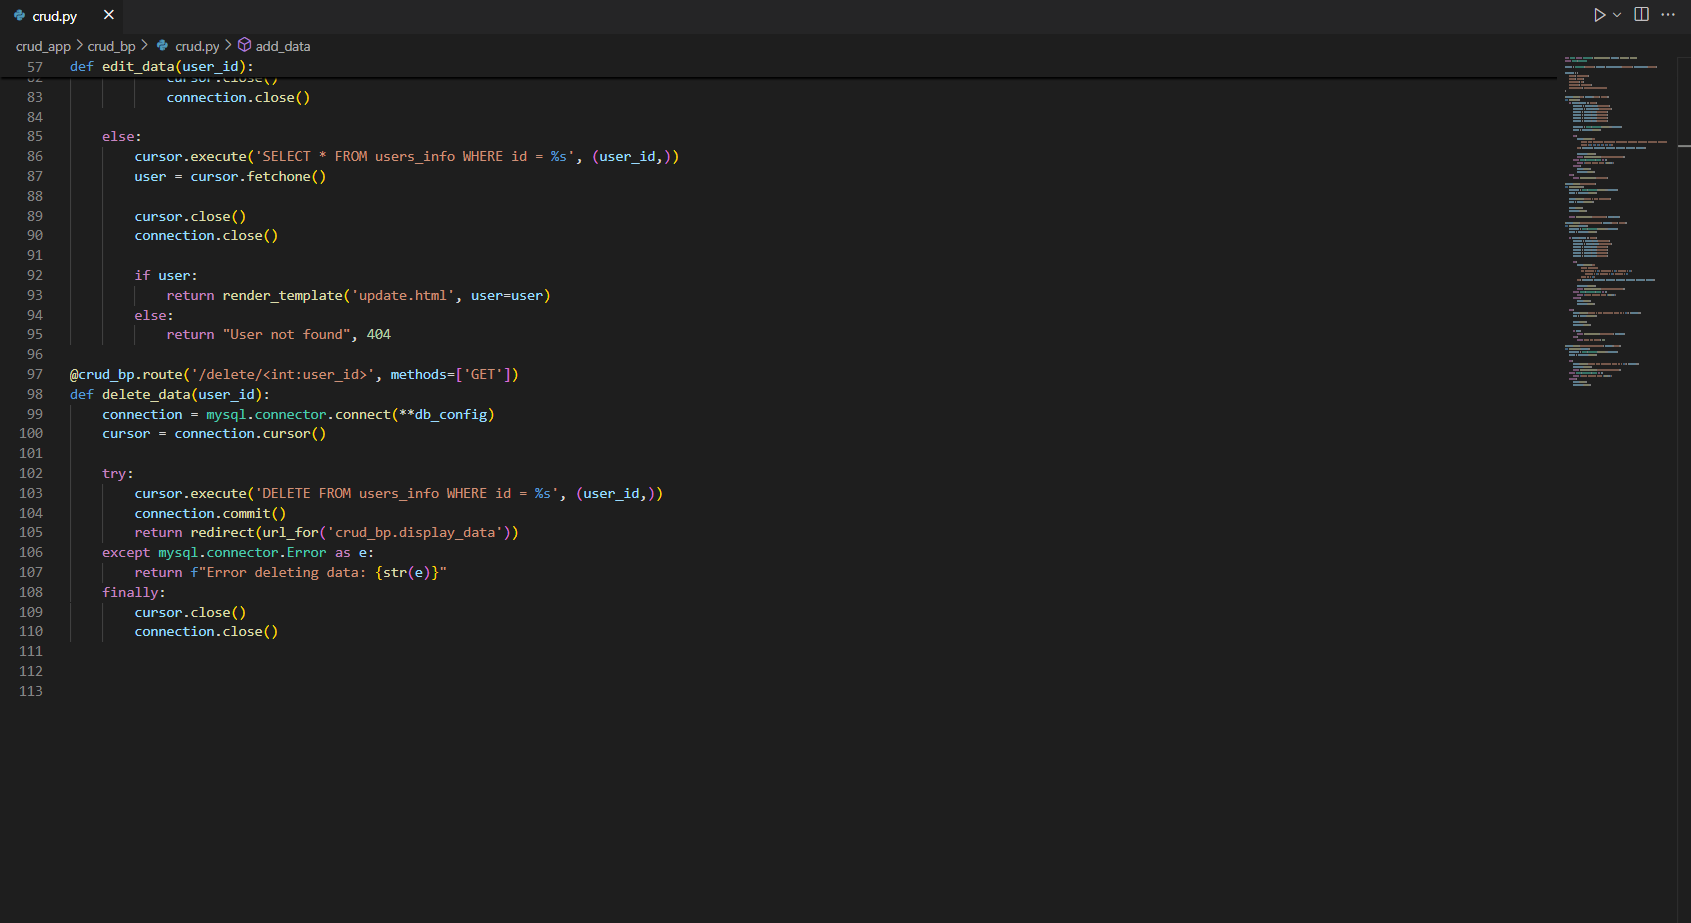 crud.py
crud_app > crud_bp > crud.py > add_data
57 def edit_data(user_id):
82 cursor.close()
83 connection.close()
84
85 else:
86 cursor.execute('SELECT * FROM users_info WHERE id = %s', (user_id,))
87 user = cursor.fetchone()
88
89 cursor.close()
90 connection.close()
91
92 if user:
93 return render_template('update.html', user=user)
94 else:
95 return "User not found", 404
96
97 @crud_bp.route('/delete/<int:user_id>', methods=['GET'])
98 def delete_data(user_id):
99 connection = mysql.connector.connect(**db_config)
100 cursor = connection.cursor()
101
102 try:
103 cursor.execute('DELETE FROM users_info WHERE id = %s', (user_id,))
104 connection.commit()
105 return redirect(url_for('crud_bp.display_data'))
106 except mysql.connector.Error as e:
107 return f"Error deleting data: {str(e)}"
108 finally:
109 cursor.close()
110 connection.close()
111
112
113